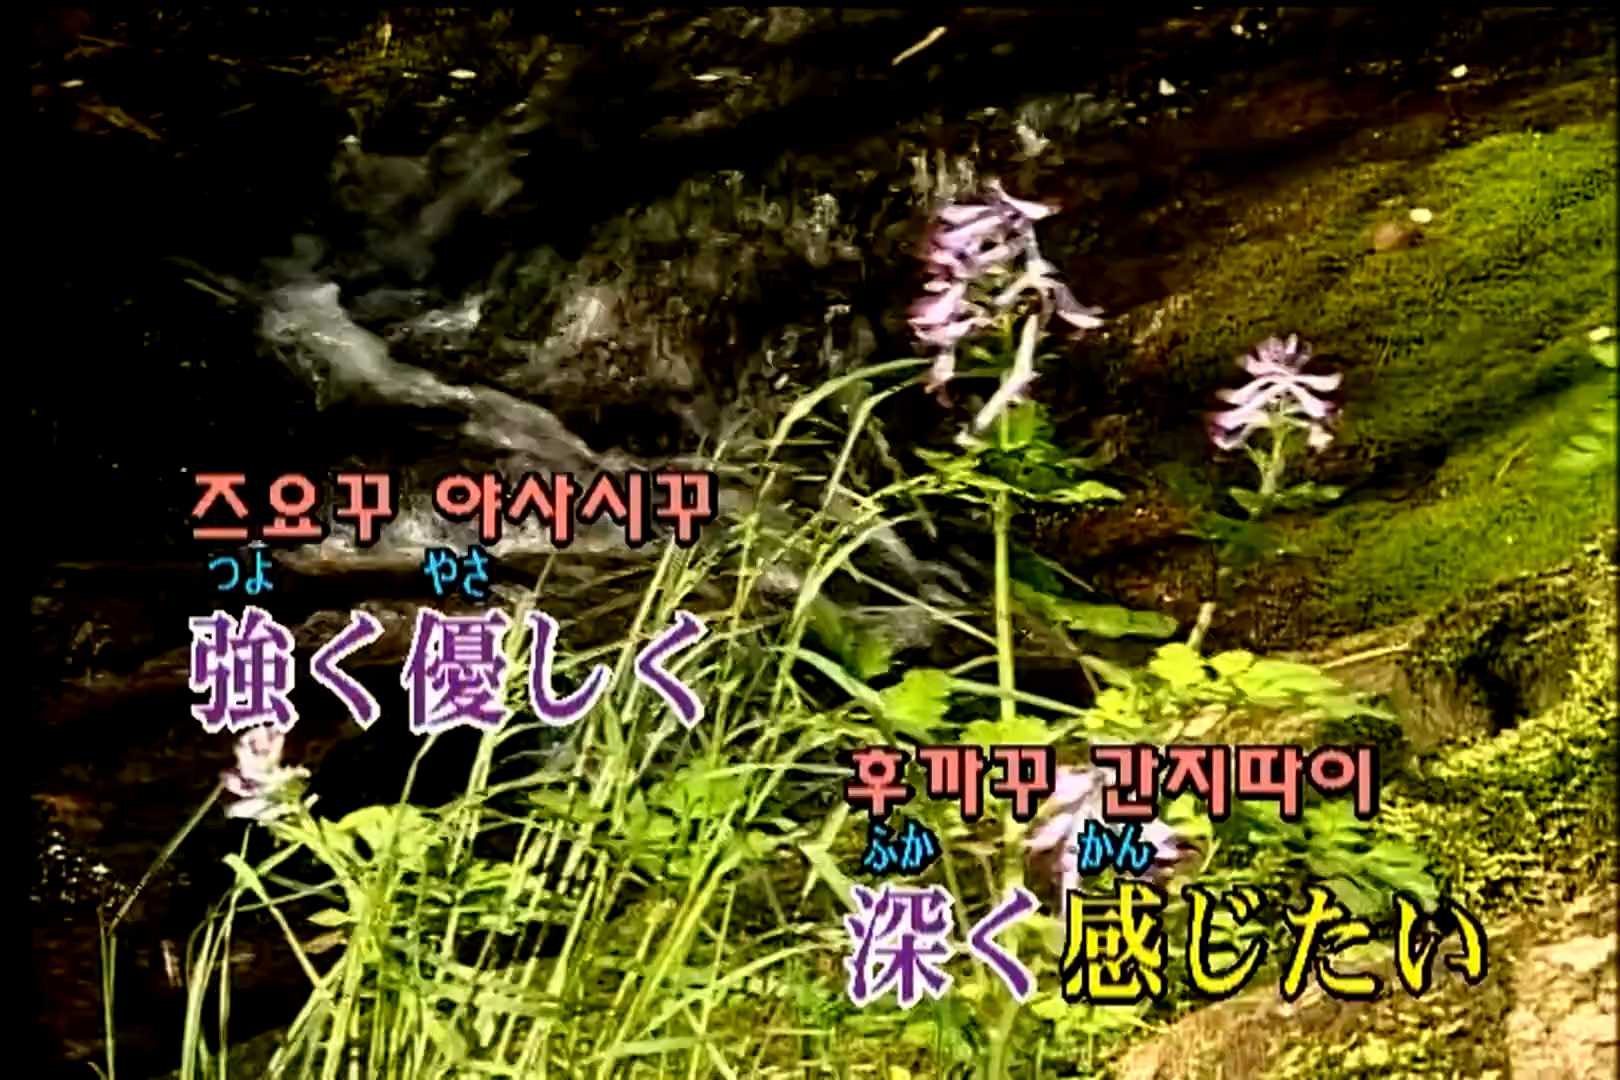 즈요꾸 야사시꾸
つよ やさ
強く優しく
후까꾸 간지따이
ふか かん
深く感じたい